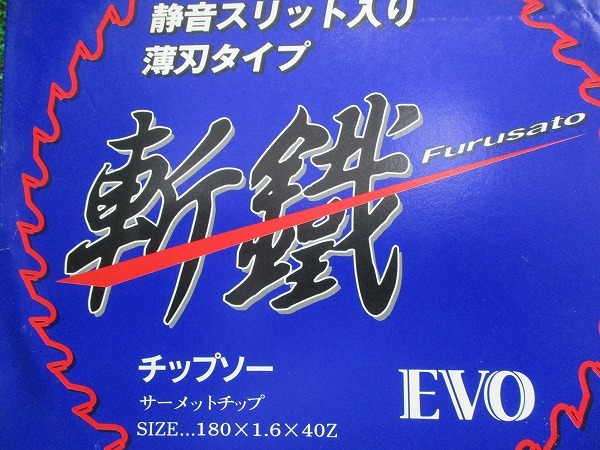 静音スリット入り
薄刃タイプ
斬鐵
Furusato
チップソー
サーメットチップ
SIZE...180×1.6×40Z
EVO